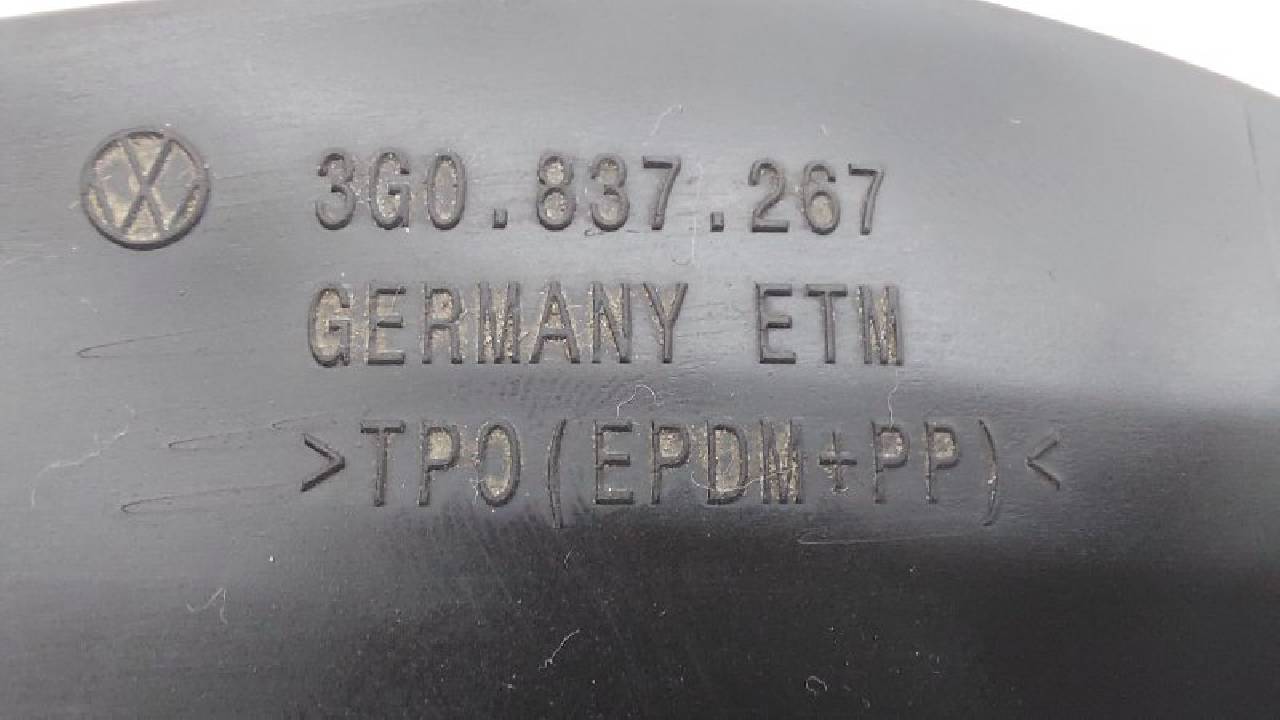 3G0.837.267
GERMANY ETM
>TPO(EPDM+PP)<